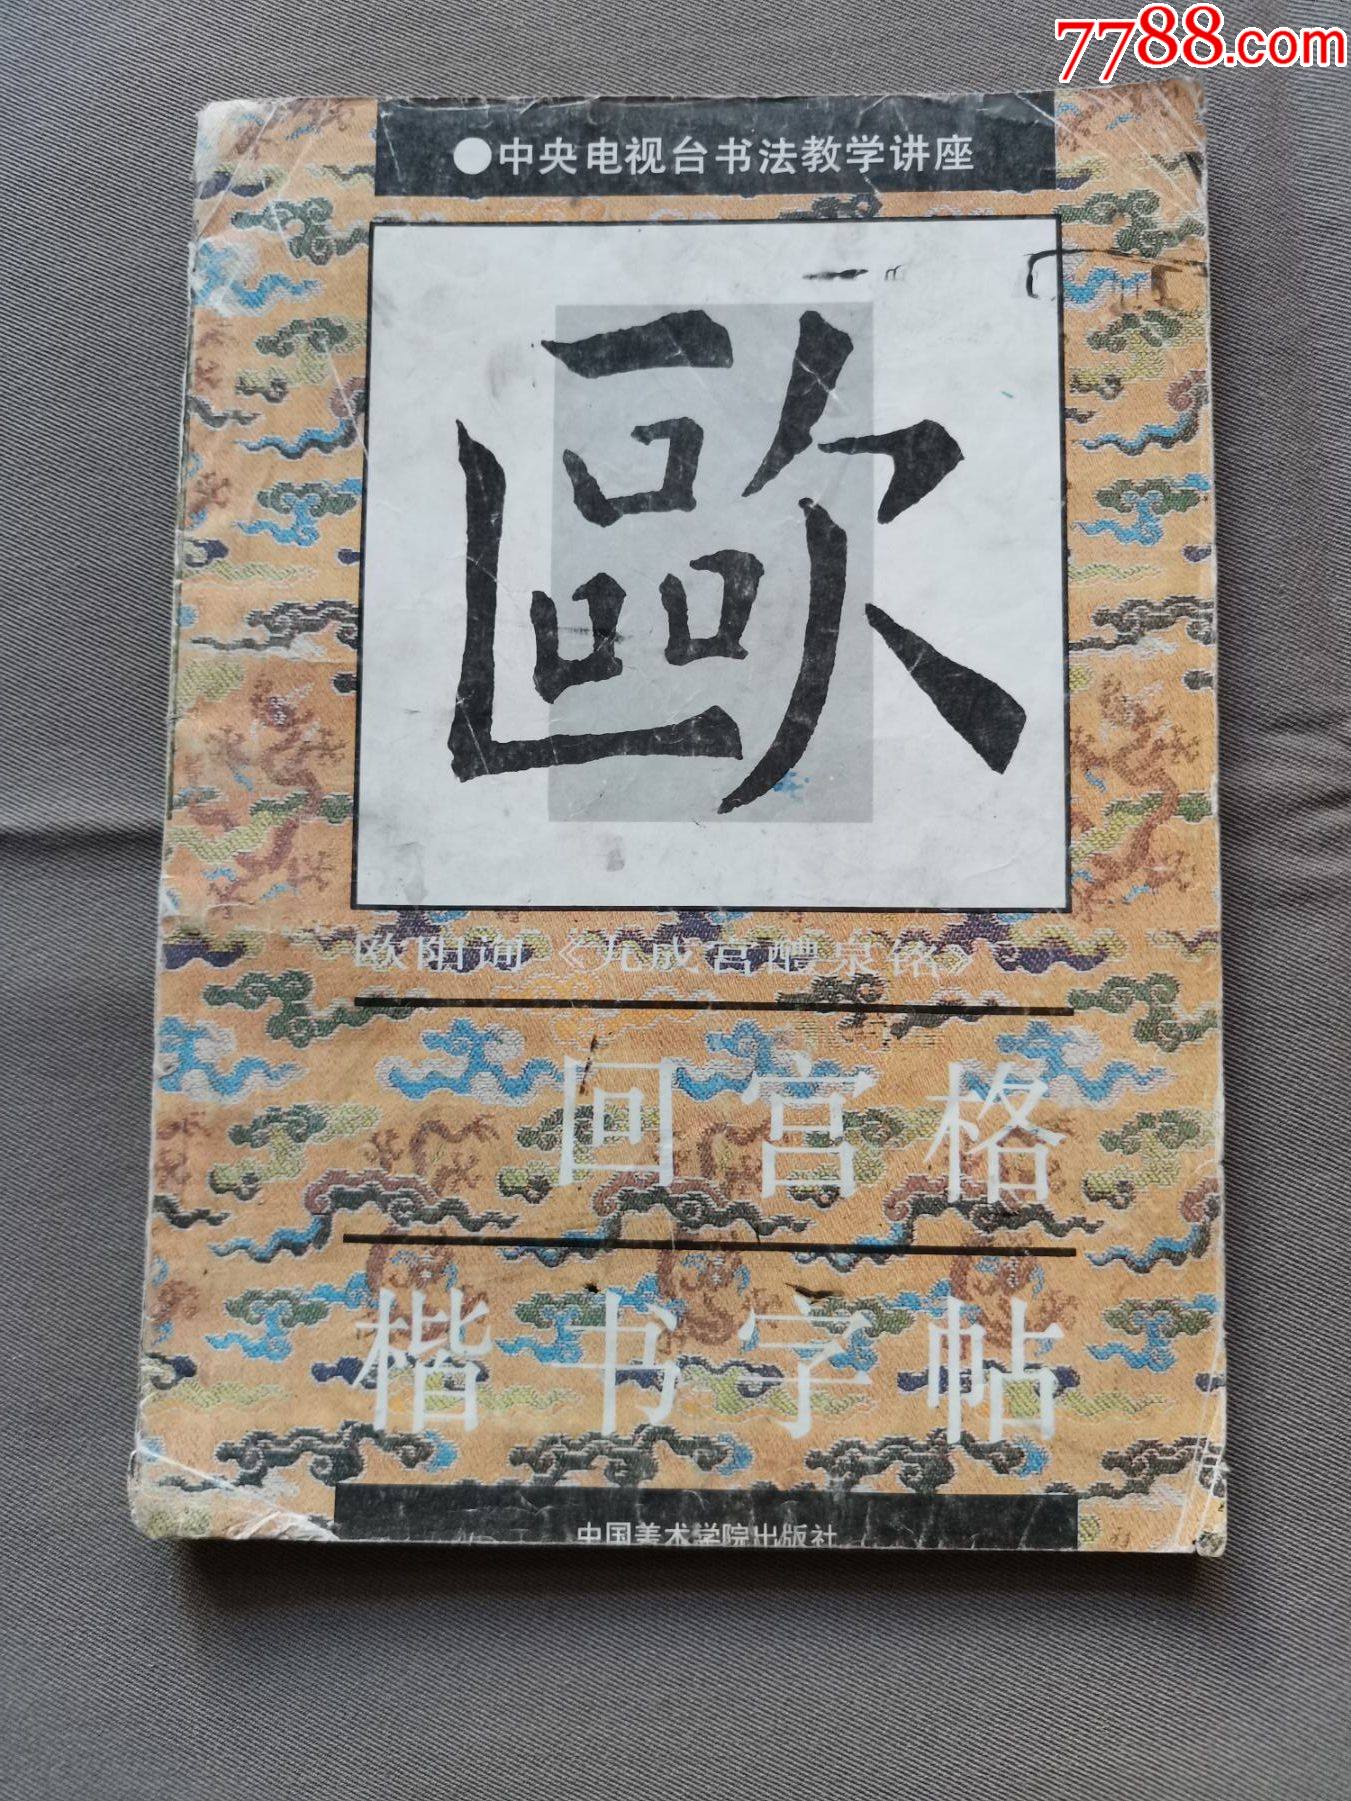 7788.com
●中央电视台书法教学讲座
歐
欧阳询《九成宫醴泉铭》
回宫格
楷书字帖
中国美术学院出版社